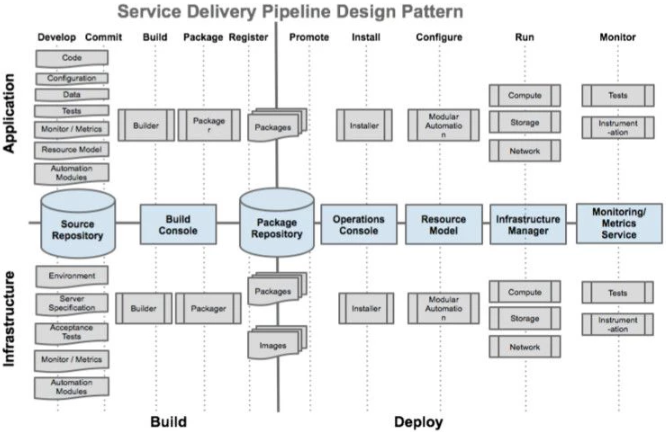 Service Delivery Pipeline Design Pattern
Develop Commit Build Package Register Promote Install Configure Run Monitor
Application
Code
Configuration
Data
Tests
Monitor / Metrics
Resource Model
Automation
Modules
Builder
Package
r
Packages
Installer
Modular
Automatio
n
Compute
Storage
Network
Tests
Instrument
-ation
Source
Repository
Build
Console
Package
Repository
Operations
Console
Resource
Model
Infrastructure
Manager
Monitoring/
Metrics
Service
Infrastructure
Environment
Server
Specification
Acceptance
Tests
Monitor / Metrics
Automation
Modules
Builder
Packager
Packages
Images
Installer
Modular
Automatio
n
Compute
Storage
Network
Tests
Instrument
-ation
Build
Deploy